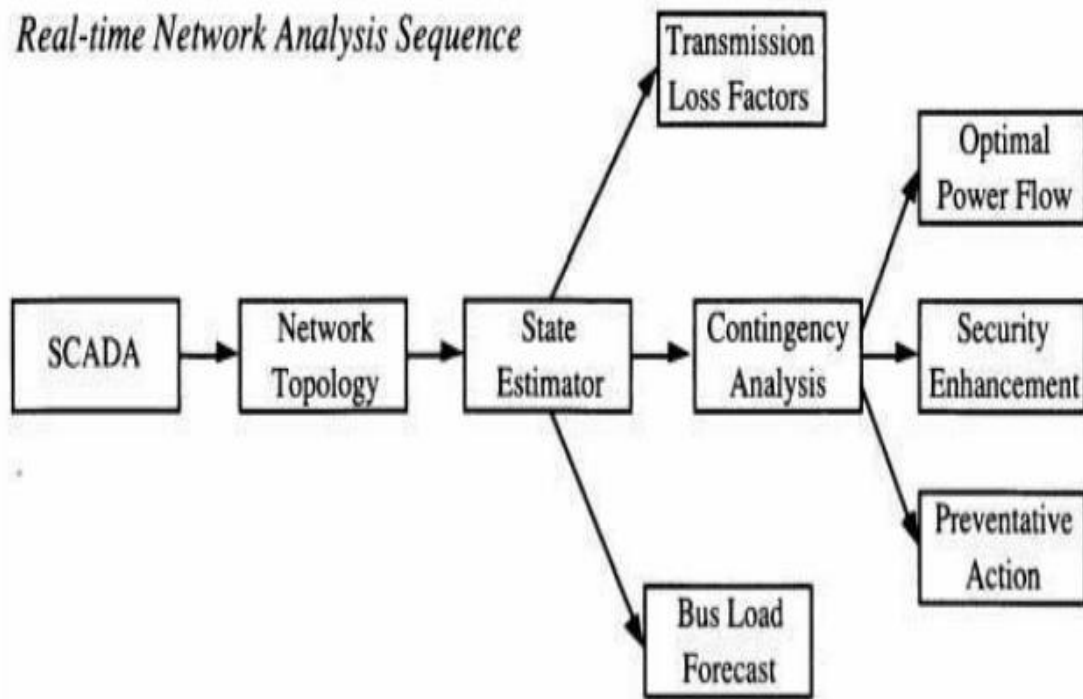 Real-time Network Analysis Sequence
Transmission
Loss Factors
Optimal
Power Flow
SCADA
Network
Topology
State
Estimator
Contingency
Analysis
Security
Enhancement
Preventative
Action
Bus Load
Forecast